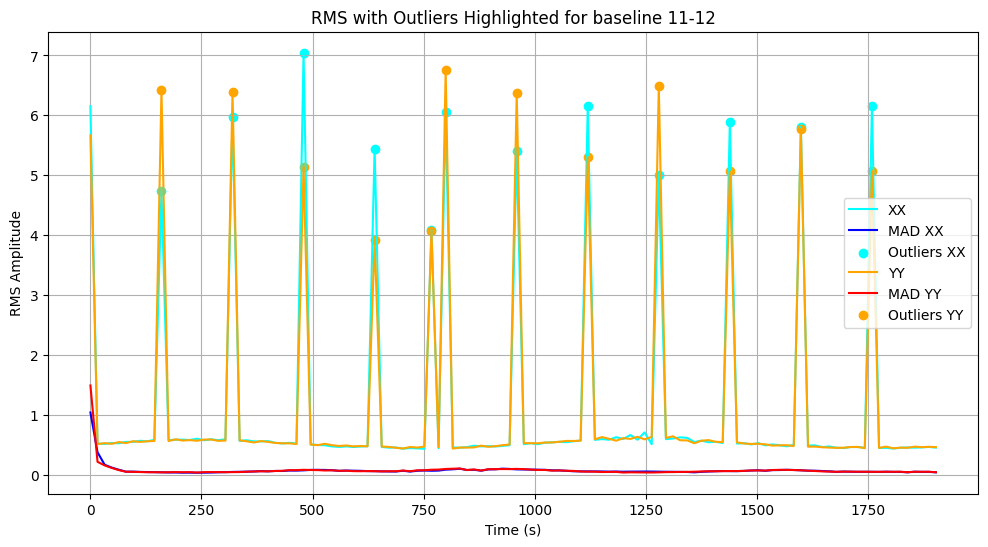 RMS with Outliers Highlighted for baseline 11-12
RMS Amplitude
7
6
5
4
3
2
1
0
XX
MAD XX
Outliers XX
YY
MAD YY
Outliers YY
0 250 500 750 1000 1250 1500 1750
Time (s)